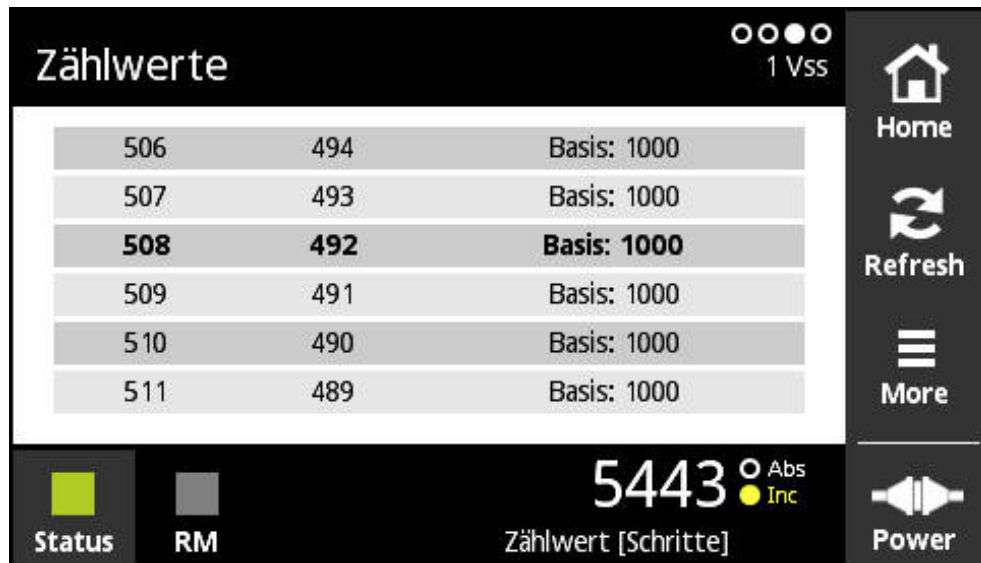 Zählwerte
1 Vss
506 494 Basis: 1000
507 493 Basis: 1000
508 492 Basis: 1000
509 491 Basis: 1000
510 490 Basis: 1000
511 489 Basis: 1000
Status
RM
5443
Abs
Inc
Zählwert [Schritte]
Home
Refresh
More
Power